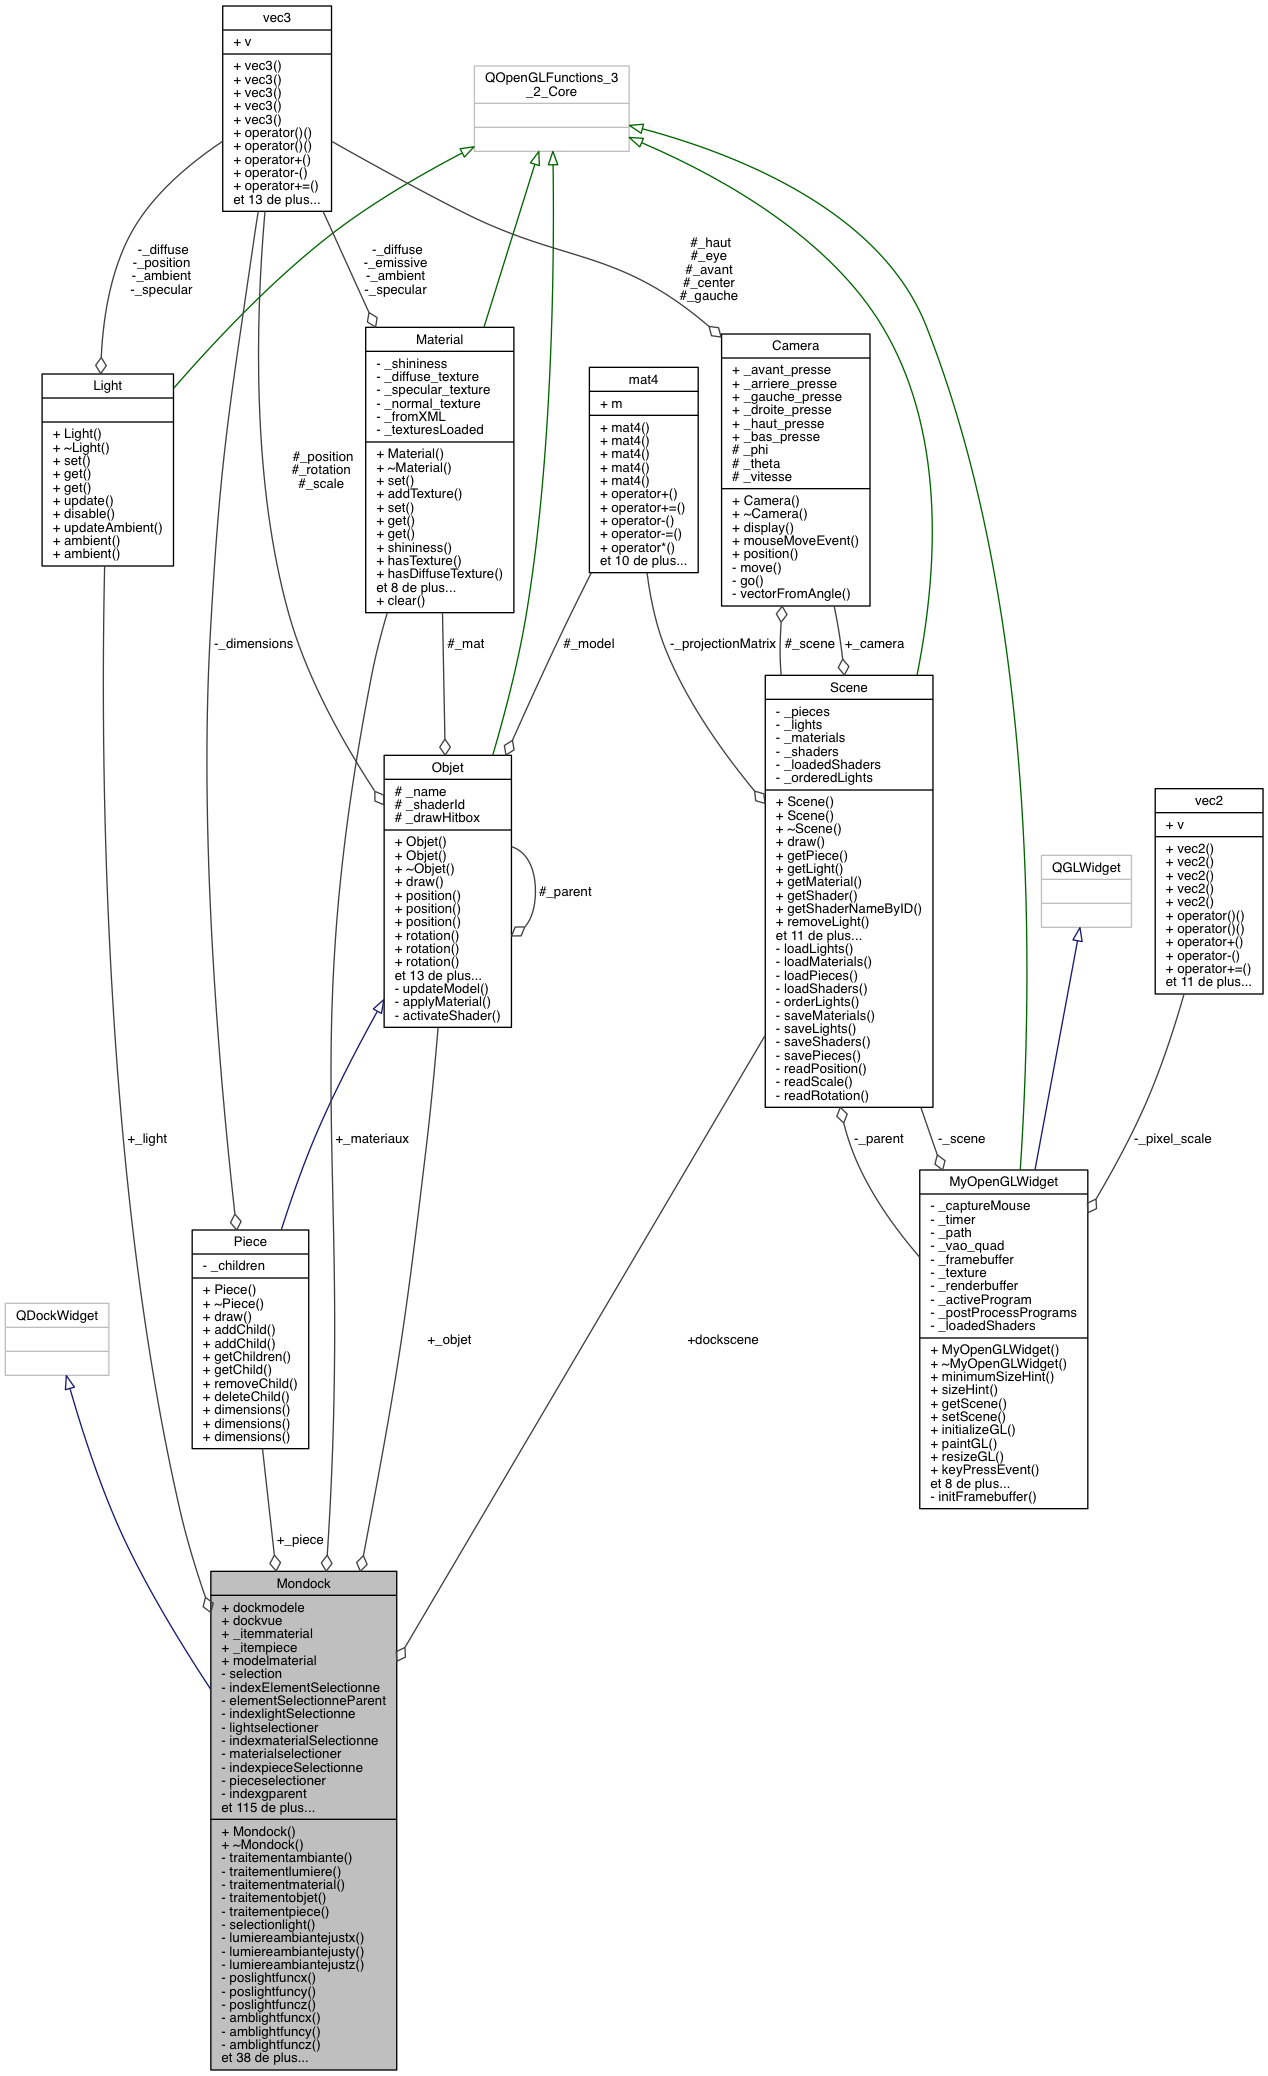 vec3
+ v
+ vec3()
+ vec3()
+ vec3()
+ vec3()
+ vec3()
+ operator()()
+ operator()()
+ operator+()
+ operator-()
+ operator+=()
et 13 de plus...
QOpenGLFunctions_3
_2_Core
-_diffuse
-_position
-_ambient
-_specular
-_diffuse
-_emissive
-_ambient
-_specular
#_haut
#_eye
#_avant
#_center
#_gauche
Light
+ Light()
+ ~Light()
+ set()
+ get()
+ get()
+ update()
+ disable()
+ updateAmbient()
+ ambient()
+ ambient()
#_position
#_rotation
#_scale
Material
- _shininess
- _diffuse_texture
- _specular_texture
- _normal_texture
- _fromXML
- _texturesLoaded
+ Material()
+ ~Material()
+ set()
+ addTexture()
+ set()
+ get()
+ get()
+ shininess()
+ hasTexture()
+ hasDiffuseTexture()
et 8 de plus...
+ clear()
mat4
+ m
+ mat4()
+ mat4()
+ mat4()
+ mat4()
+ mat4()
+ operator+()
+ operator+=()
+ operator-()
+ operator-=()
+ operator*()
et 10 de plus...
Camera
+ _avant_presse
+ _arriere_presse
+ _gauche_presse
+ _droite_presse
+ _haut_presse
+ _bas_presse
# _phi
# _theta
# _vitesse
+ Camera()
+ ~Camera()
+ display()
+ mouseMoveEvent()
+ position()
- move()
- go()
- vectorFromAngle()
-_dimensions
#_mat
#_model
-_projectionMatrix
#_scene
+_camera
Objet
# _name
# _shaderId
# _drawHitbox
+ Objet()
+ Objet()
+ ~Objet()
+ draw()
+ position()
+ position()
+ position()
+ rotation()
+ rotation()
+ rotation()
et 13 de plus...
- updateModel()
- applyMaterial()
- activateShader()
#_parent
Scene
- _pieces
- _lights
- _materials
- _shaders
- _loadedShaders
- _orderedLights
+ Scene()
+ Scene()
+ ~Scene()
+ draw()
+ getPiece()
+ getLight()
+ getMaterial()
+ getShader()
+ getShaderNameByID()
+ removeLight()
et 11 de plus...
- loadLights()
- loadMaterials()
- loadPieces()
- loadShaders()
- orderLights()
- saveMaterials()
- saveLights()
- saveShaders()
- savePieces()
- readPosition()
- readScale()
- readRotation()
QGLWidget
vec2
+ v
+ vec2()
+ vec2()
+ vec2()
+ vec2()
+ vec2()
+ operator()()
+ operator()()
+ operator+()
+ operator-()
+ operator+=()
et 11 de plus...
+_light
+_materiaux
-_parent
-_scene
-_pixel_scale
Piece
- _children
+ Piece()
+ ~Piece()
+ draw()
+ addChild()
+ addChild()
+ getChildren()
+ getChild()
+ removeChild()
+ deleteChild()
+ dimensions()
+ dimensions()
+ dimensions()
MyOpenGLWidget
- _captureMouse
- _timer
- _path
- _vao_quad
- _framebuffer
- _texture
- _renderbuffer
- _activeProgram
- _postProcessPrograms
- _loadedShaders
+ MyOpenGLWidget()
+ ~MyOpenGLWidget()
+ minimumSizeHint()
+ sizeHint()
+ getScene()
+ setScene()
+ initializeGL()
+ paintGL()
+ resizeGL()
+ keyPressEvent()
et 8 de plus...
- initFramebuffer()
QDockWidget
+_objet
+dockscene
+_piece
Mondock
+ dockmodele
+ dockvue
+ _itemmaterial
+ _itempiece
+ modelmaterial
- selection
- indexElementSelectionne
- elementSelectionneParent
- indexlightSelectionne
- lightselectioner
- indexmaterialSelectionne
- materialselectioner
- indexpieceSelectionne
- pieceselectioner
- indexgparent
et 115 de plus...
+ Mondock()
+ ~Mondock()
- traitementambiante()
- traitementlumiere()
- traitementmaterial()
- traitementobjet()
- traitementpiece()
- selectionlight()
- lumiereambiantejustx()
- lumiereambiantejusty()
- lumiereambiantejustz()
- poslightfuncx()
- poslightfuncy()
- poslightfuncz()
- amblightfuncx()
- amblightfuncy()
- amblightfuncz()
et 38 de plus...